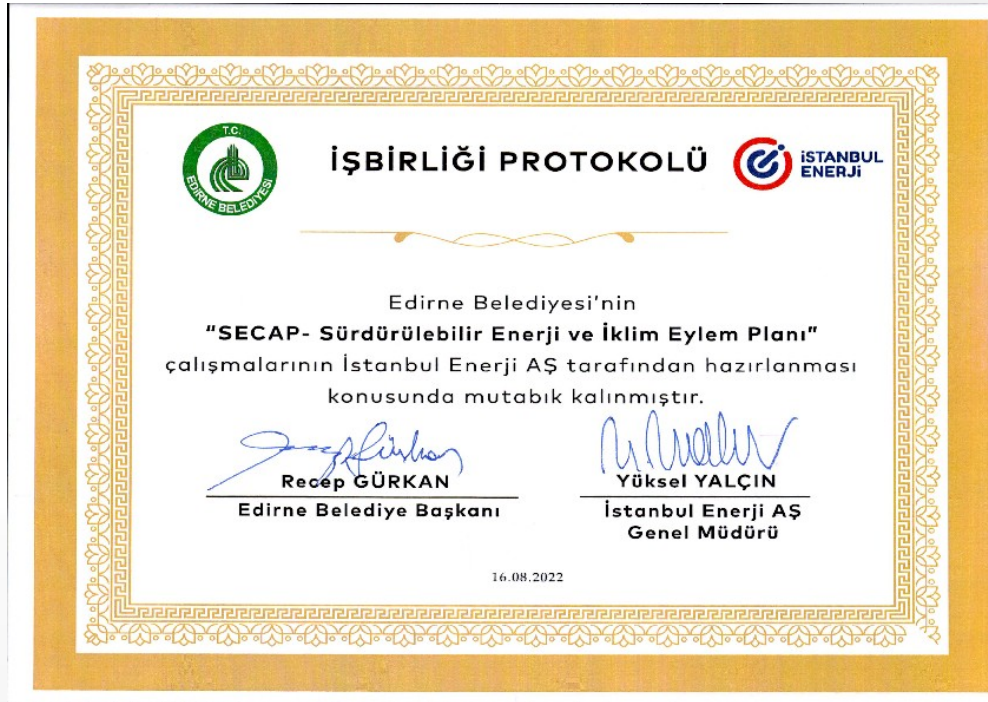 T.C.
EDİRNE BELEDİYESİ
İŞBİRLİĞİ PROTOKOLÜ
İSTANBUL
ENERJİ
Edirne Belediyesi'nin
"SECAP- Sürdürülebilir Enerji ve İklim Eylem Planı"
çalışmalarının İstanbul Enerji AŞ tarafından hazırlanması
konusunda mutabık kalınmıştır.
Recep GÜRKAN
Edirne Belediye Başkanı
Yüksel YALÇIN
İstanbul Enerji AŞ
Genel Müdürü
16.08.2022